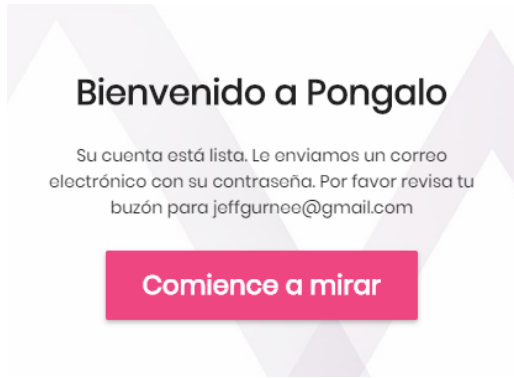 Bienvenido a Pongalo
Su cuenta está lista. Le enviamos un correo
electrónico con su contraseña. Por favor revisa tu
buzón para jeffgurnee@gmail.com
Comience a mirar